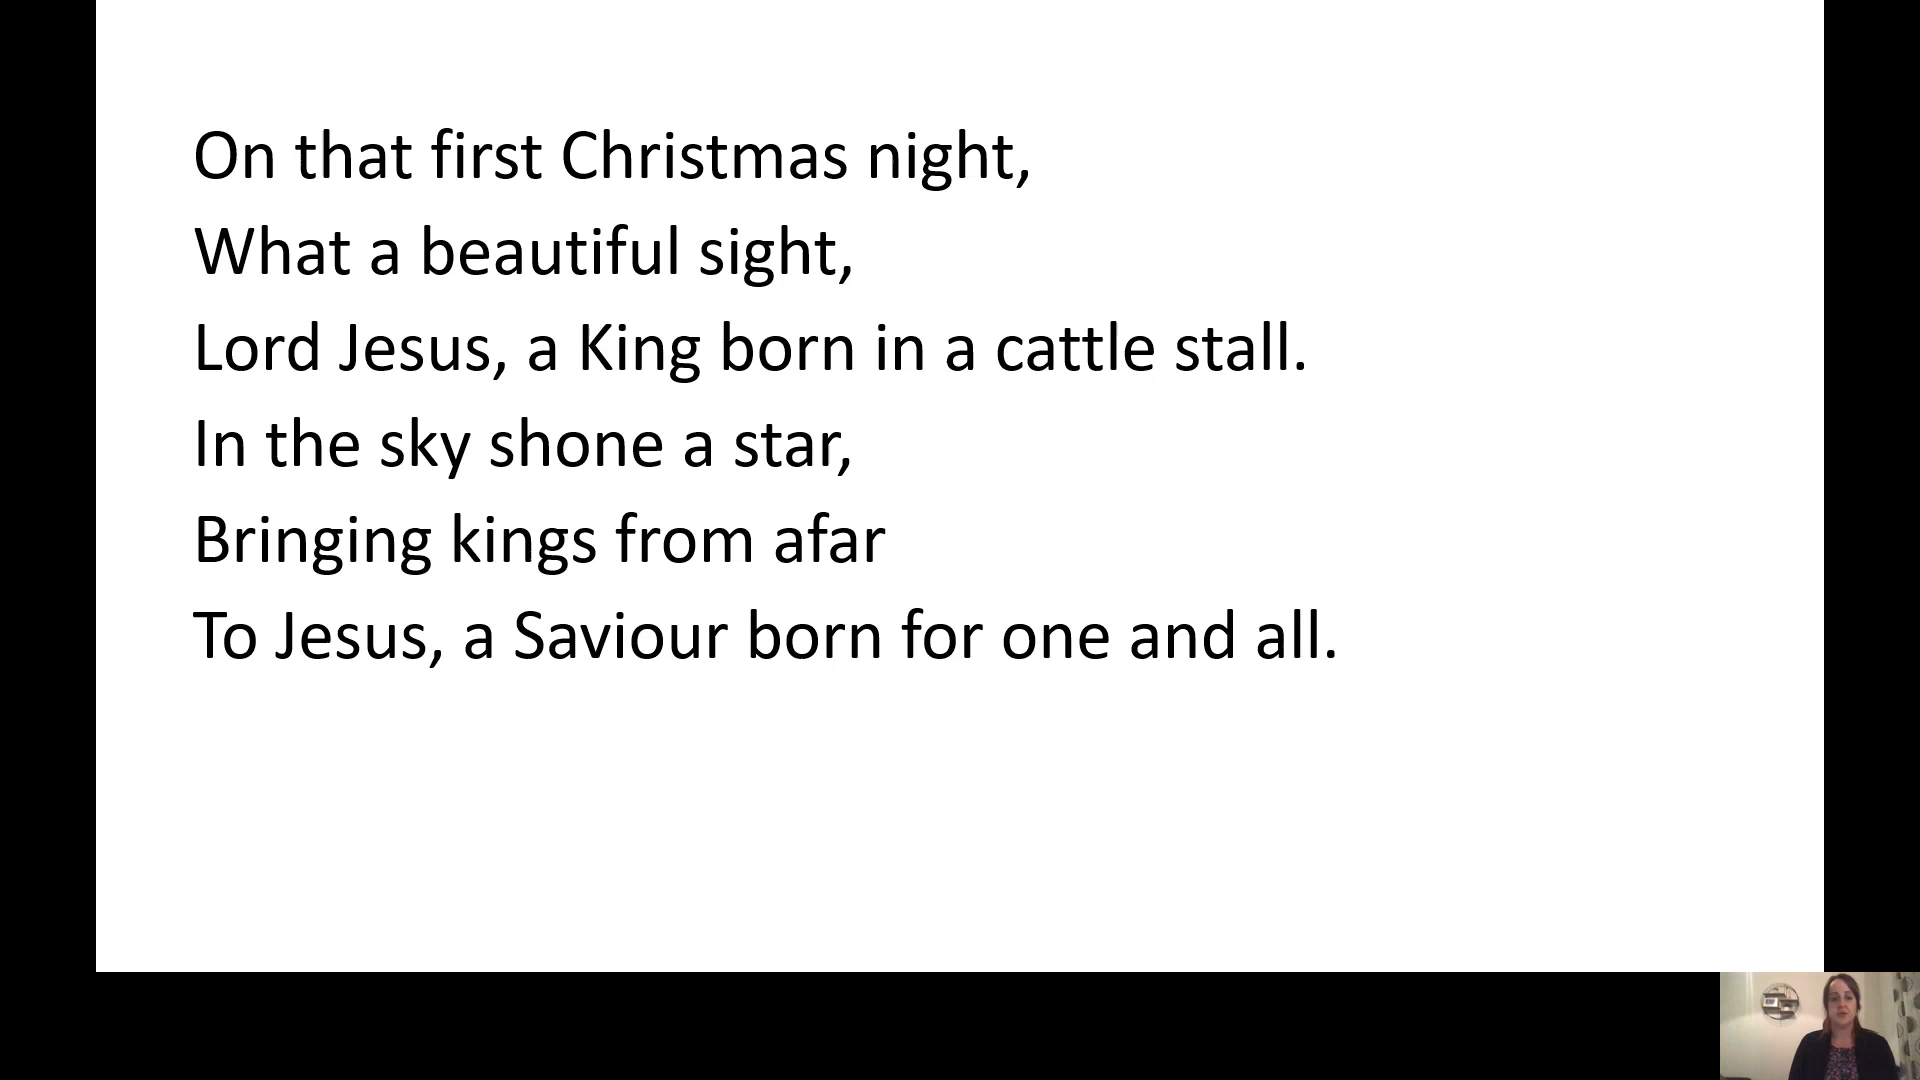 On that first Christmas night,
What a beautiful sight,
Lord Jesus, a King born in a cattle stall.
In the sky shone a star,
Bringing kings from afar
To Jesus, a Saviour born for one and all.